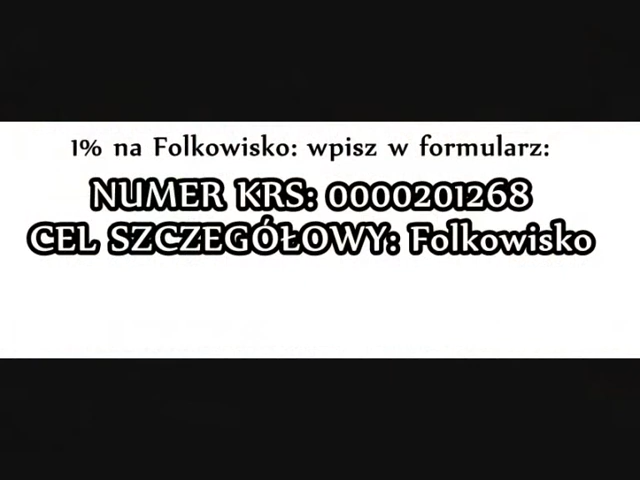 1% na Folkowisko: wpisz w formularz:
NUMER KRS: 0000201268
CEL SZCZEGÓŁOWY: Folkowisko